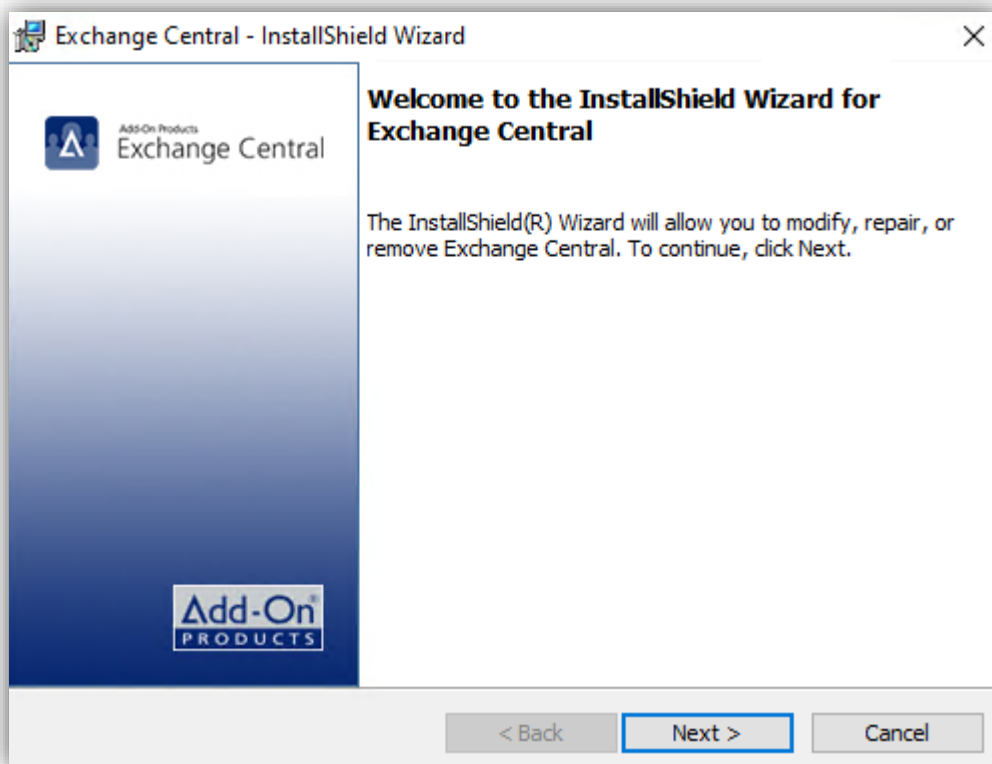 Exchange Central - InstallShield Wizard
Add-On Products
Exchange Central
Welcome to the InstallShield Wizard for
Exchange Central
The InstallShield(R) Wizard will allow you to modify, repair, or
remove Exchange Central. To continue, click Next.
Add-On®
PRODUCTS
< Back
Next >
Cancel